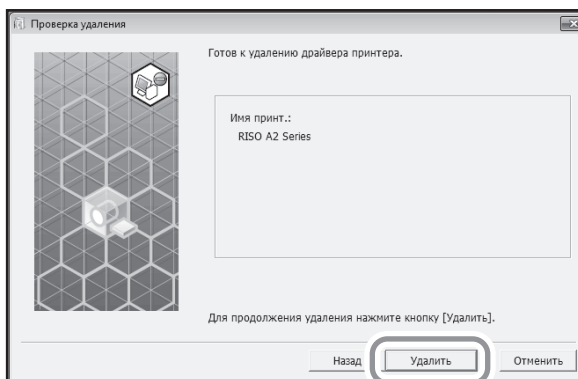 Проверка удаления
Готов к удалению драйвера принтера.
Имя принт.:
RISO A2 Series
Для продолжения удаления нажмите кнопку [Удалить].
Назад
Удалить
Отменить